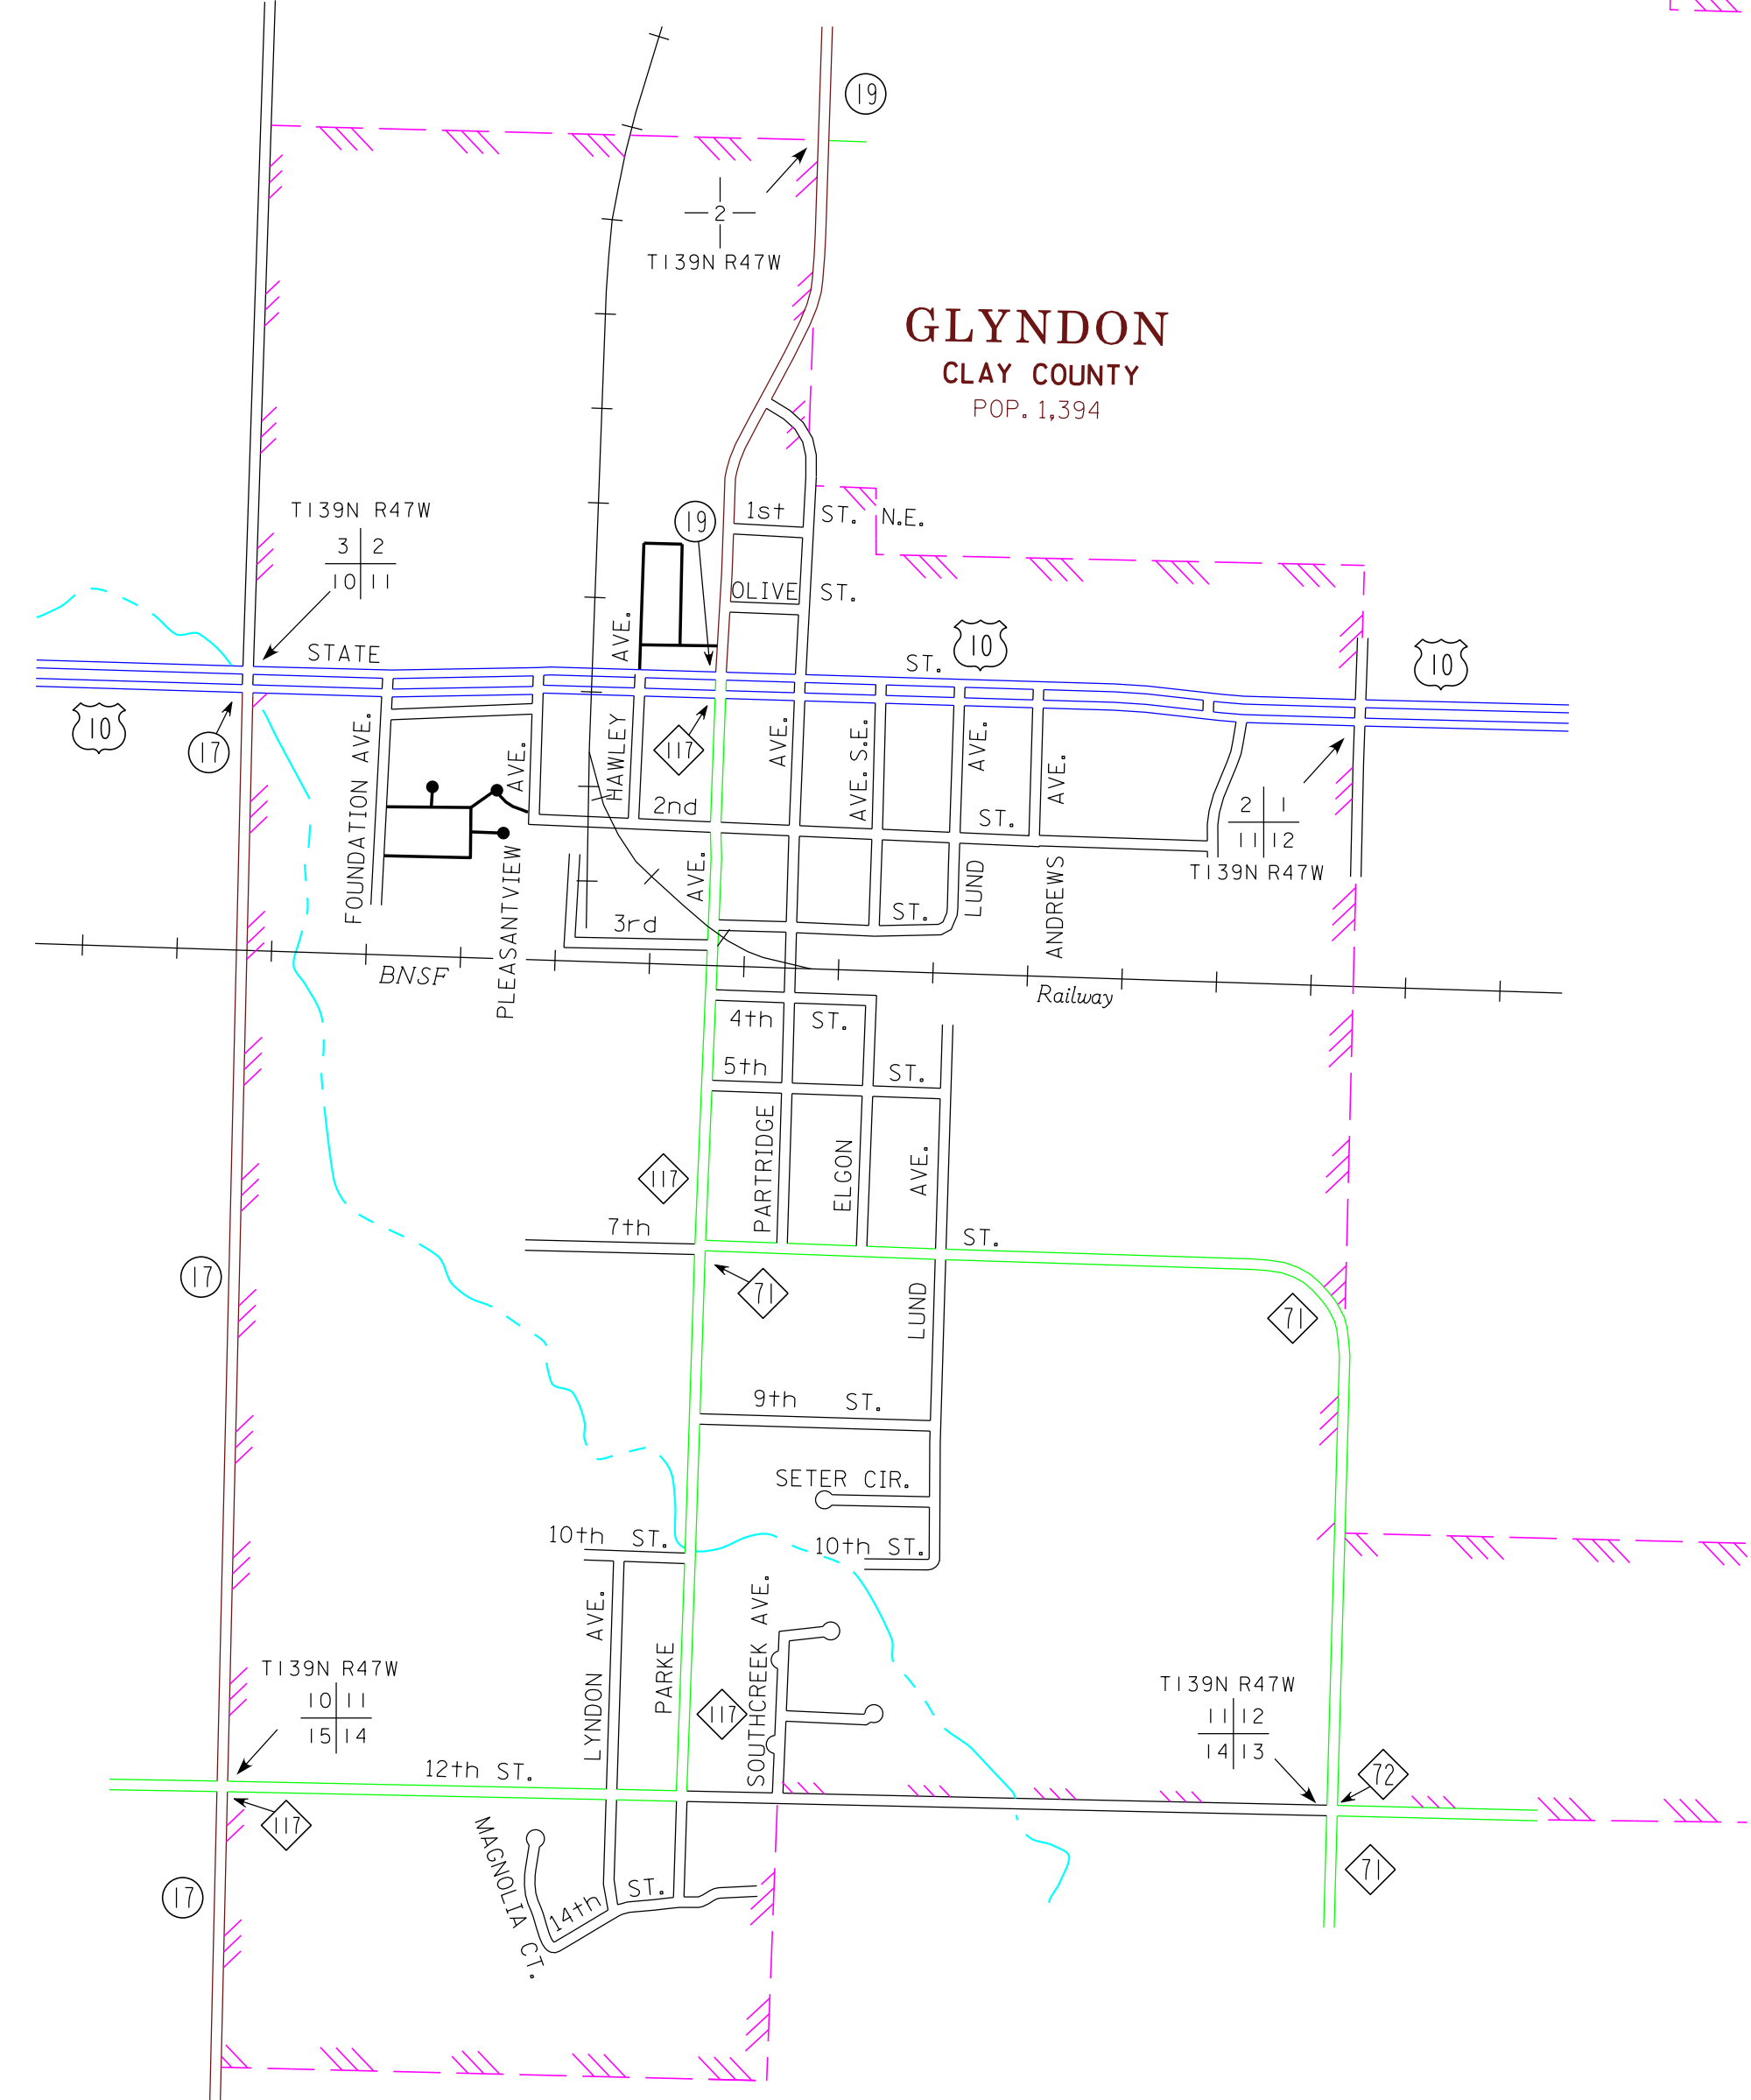 19
2
T139N R47W
GLYNDON
CLAY COUNTY
POP. 1,394
T139N R47W
3 2
10 11
19
1st ST. N.E.
OLIVE ST.
STATE ST.
10
10
10
17
117
FOUNDATION AVE.
PLEASANTVIEW AVE.
HAWLEY AVE.
AVE.
AVE. S.E.
LUND AVE.
ANDREWS AVE.
2nd ST.
2 1
11 12
T139N R47W
3rd ST.
AVE.
BNSF Railway
4th ST.
5th ST.
PARTRIDGE
ELGON
LUND AVE.
117
7th ST.
17
71
71
9th ST.
SETER CIR.
10th ST.
10th ST.
LYNDON AVE.
PARKE
SOUTHCREEK AVE.
117
T139N R47W
10 11
15 14
T139N R47W
11 12
14 13
12th ST.
72
117
71
17
MAGNOLIA CT.
14th ST.